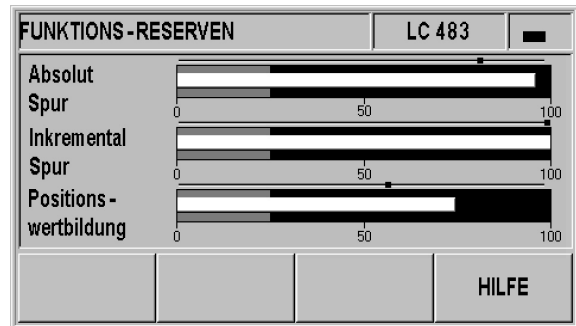 FUNKTIONS-RESERVEN LC 483
Absolut
Spur
0 50 100
Inkremental
Spur
0 50 100
Positions-
wertbildung
0 50 100
HILFE